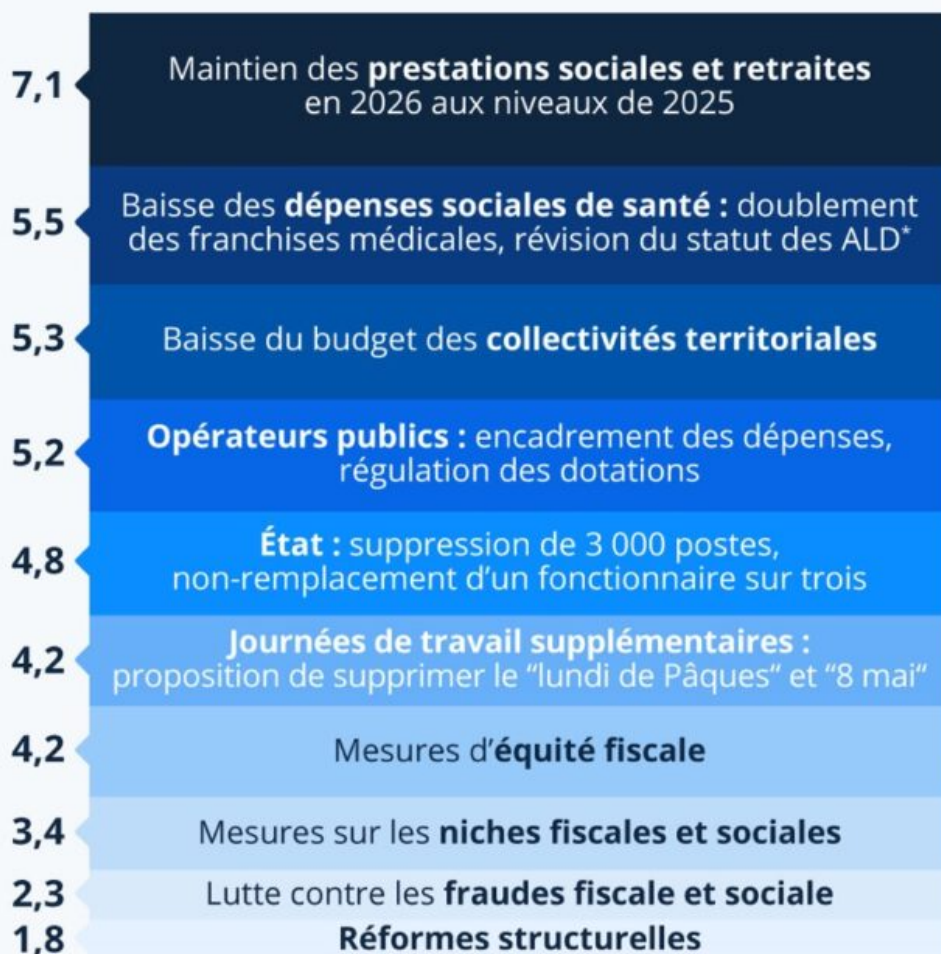 7,1
Maintien des prestations sociales et retraites
en 2026 aux niveaux de 2025
5,5
Baisse des dépenses sociales de santé : doublement
des franchises médicales, révision du statut des ALD*
5,3
Baisse du budget des collectivités territoriales
5,2
Opérateurs publics : encadrement des dépenses,
régulation des dotations
4,8
État : suppression de 3 000 postes,
non-remplacement d’un fonctionnaire sur trois
4,2
Journées de travail supplémentaires :
proposition de supprimer le “lundi de Pâques“ et “8 mai“
4,2
Mesures d’équité fiscale
3,4
Mesures sur les niches fiscales et sociales
2,3
Lutte contre les fraudes fiscale et sociale
1,8
Réformes structurelles